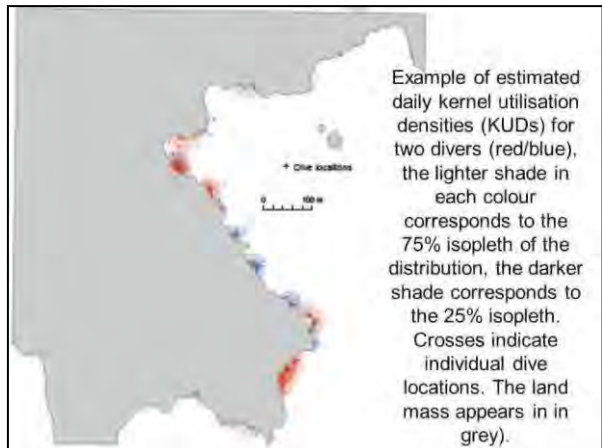 Example of estimated
daily kernel utilisation
densities (KUDs) for
two divers (red/blue),
the lighter shade in
each colour
corresponds to the
75% isopleth of the
distribution, the darker
shade corresponds to
the 25% isopleth.
Crosses indicate
individual dive
locations. The land
mass appears in in
grey).
+ Dive locations
0 100 m